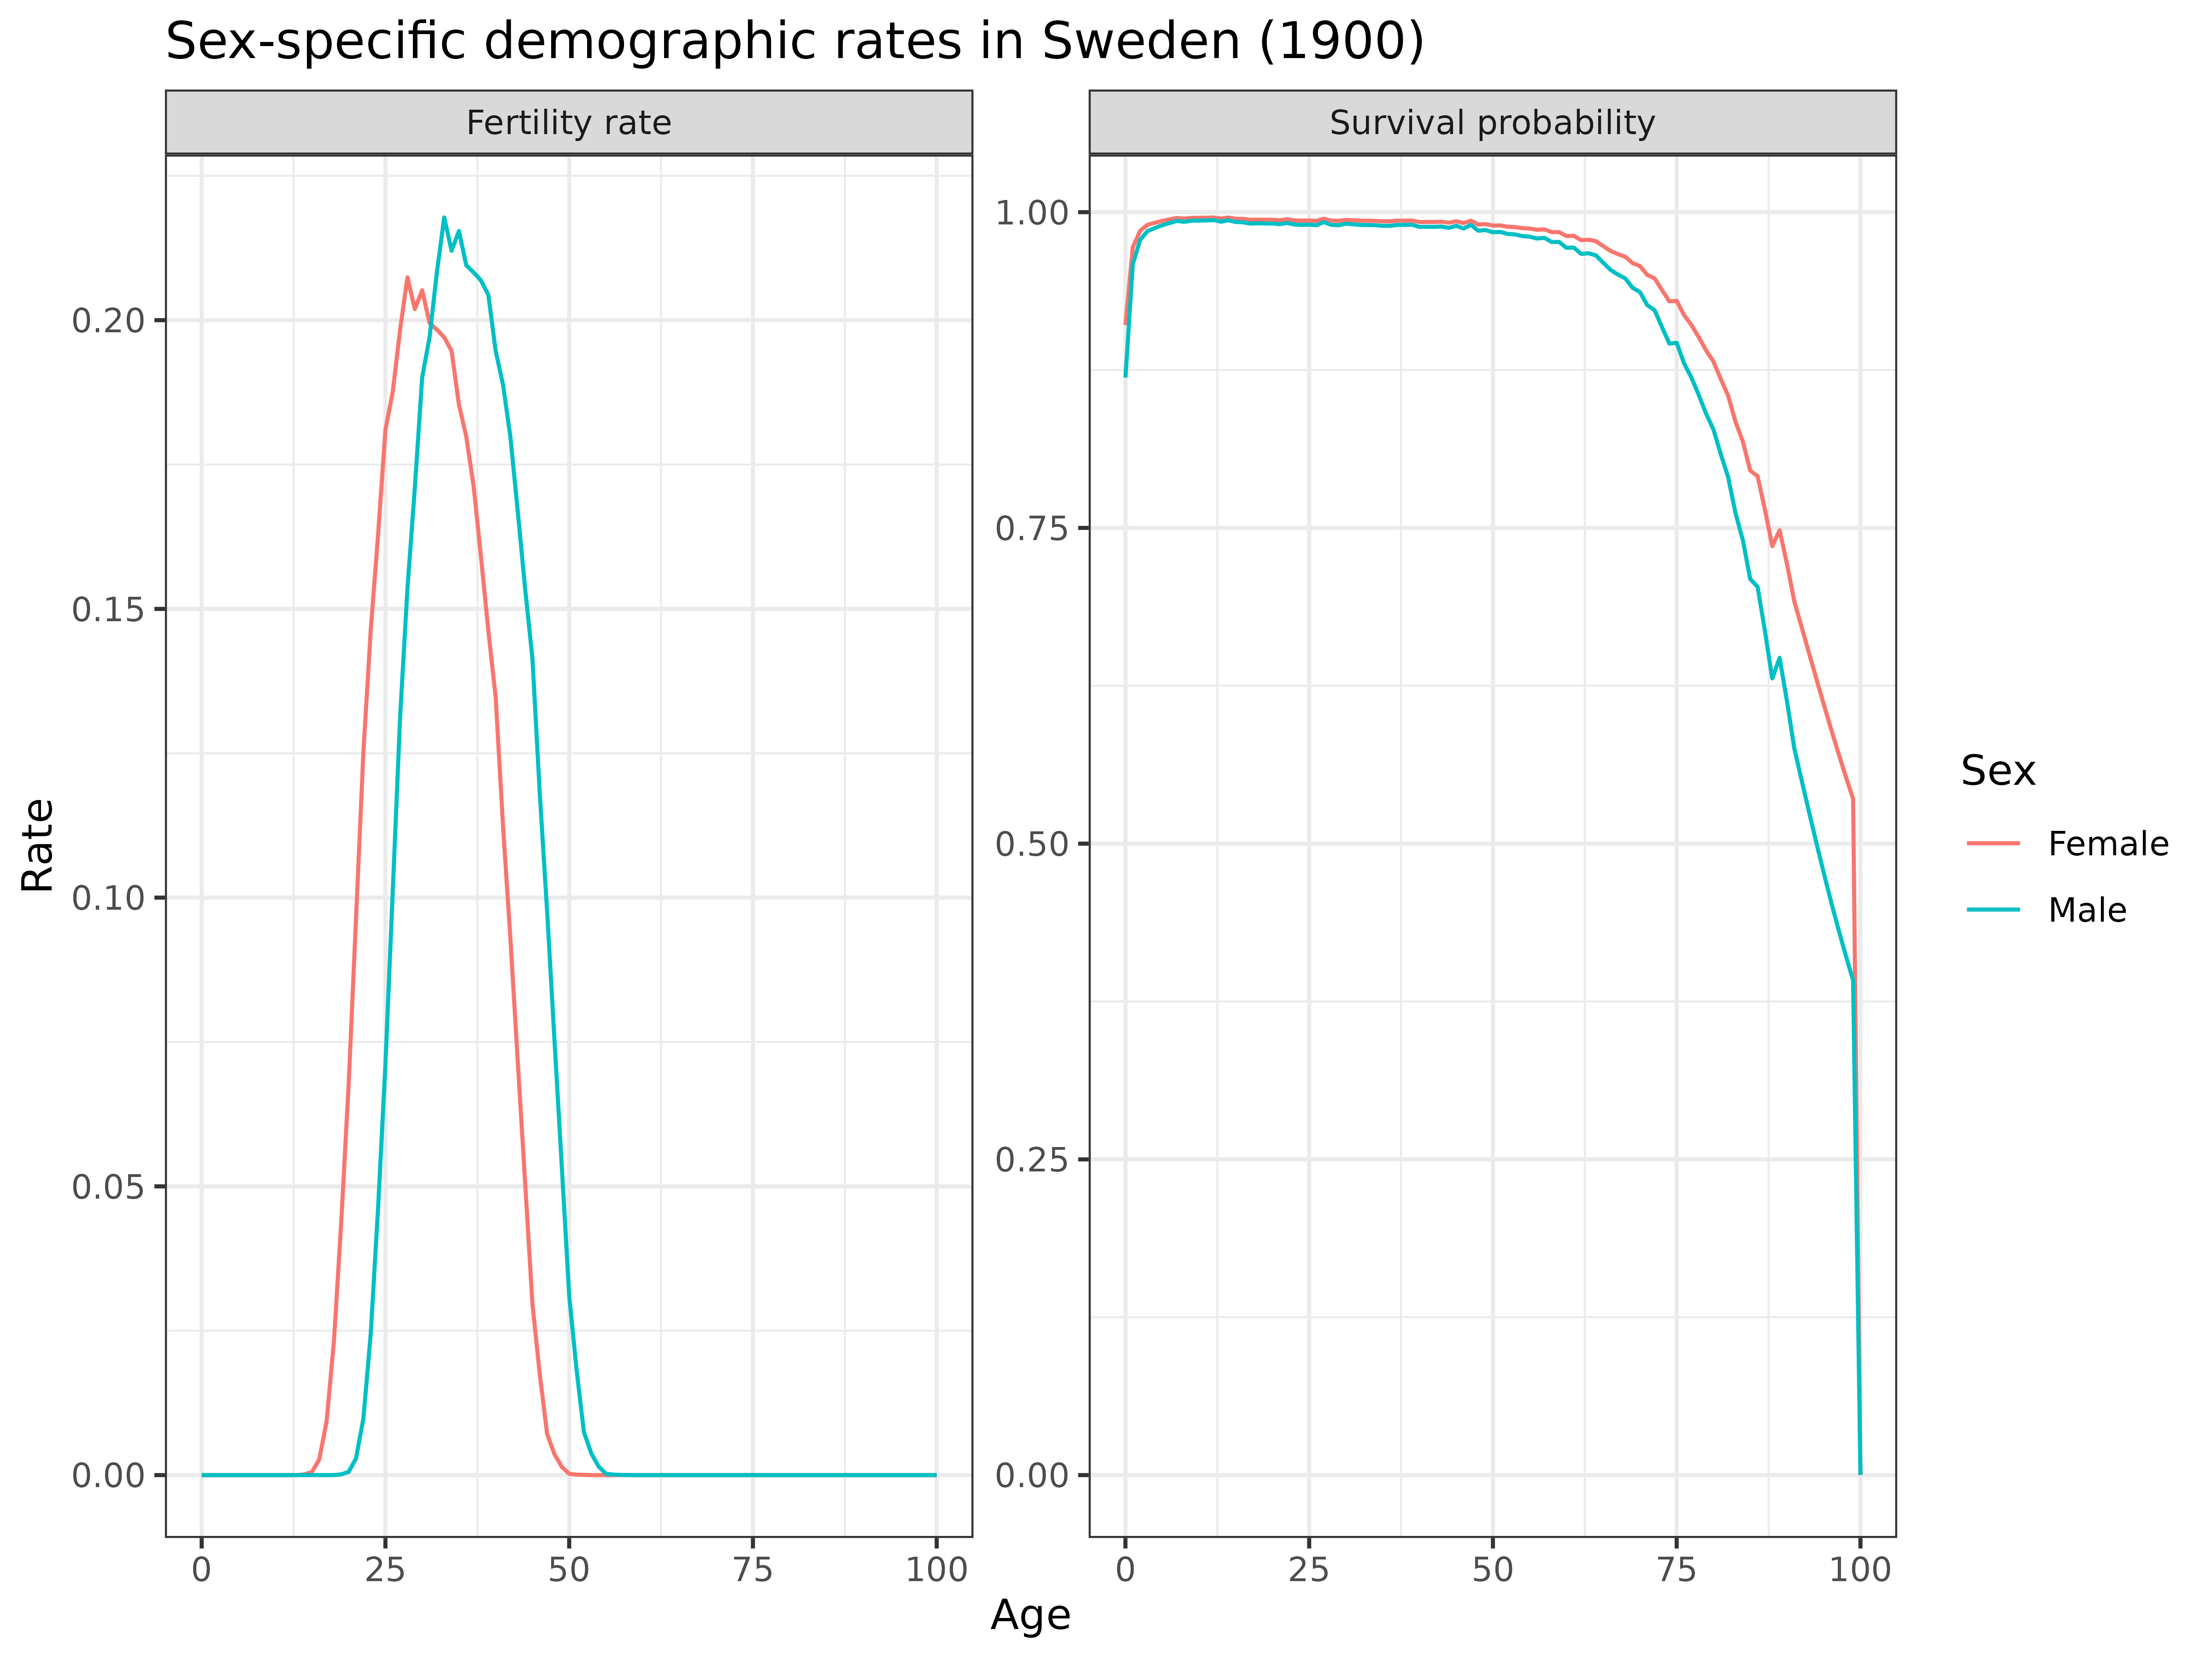 Sex-specific demographic rates in Sweden (1900)
Fertility rate
Survival probability
Rate
0.20
0.15
0.10
0.05
0.00
1.00
0.75
0.50
0.25
0.00
0 25 50 75 100
0 25 50 75 100
Age
Sex
Female
Male